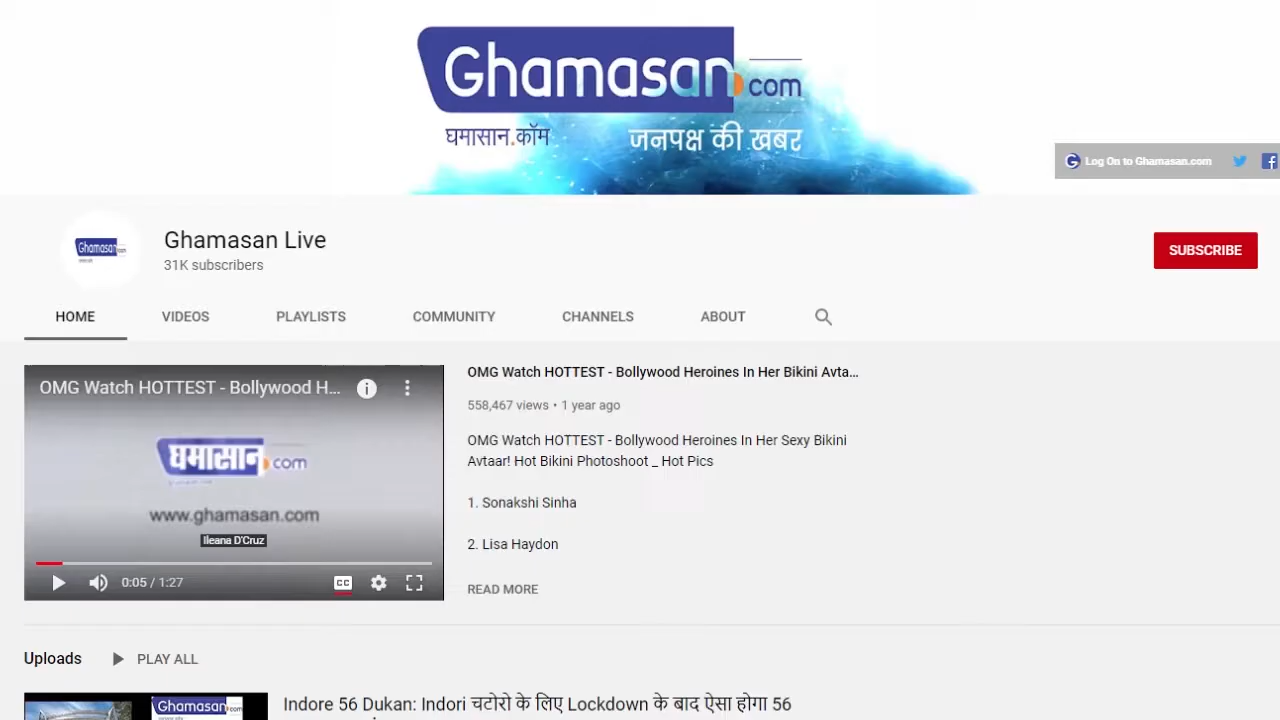 Ghamasan.com
घमासान.कॉम
जनपक्ष की खबर
Log On to Ghamasan.com
Ghamasan
Ghamasan Live
31K subscribers
SUBSCRIBE
HOME VIDEOS PLAYLISTS COMMUNITY CHANNELS ABOUT
OMG Watch HOTTEST - Bollywood H...
घमासान.com
www.ghamasan.com
Ileana D'Cruz
0:05 / 1:27
CC
OMG Watch HOTTEST - Bollywood Heroines In Her Bikini Avta...
558,467 views • 1 year ago
OMG Watch HOTTEST - Bollywood Heroines In Her Sexy Bikini
Avtaar! Hot Bikini Photoshoot _ Hot Pics
1. Sonakshi Sinha
2. Lisa Haydon
READ MORE
Uploads PLAY ALL
Ghamasan.com
Indore 56 Dukan: Indori चटोरो के लिए Lockdown के बाद ऐसा होगा 56